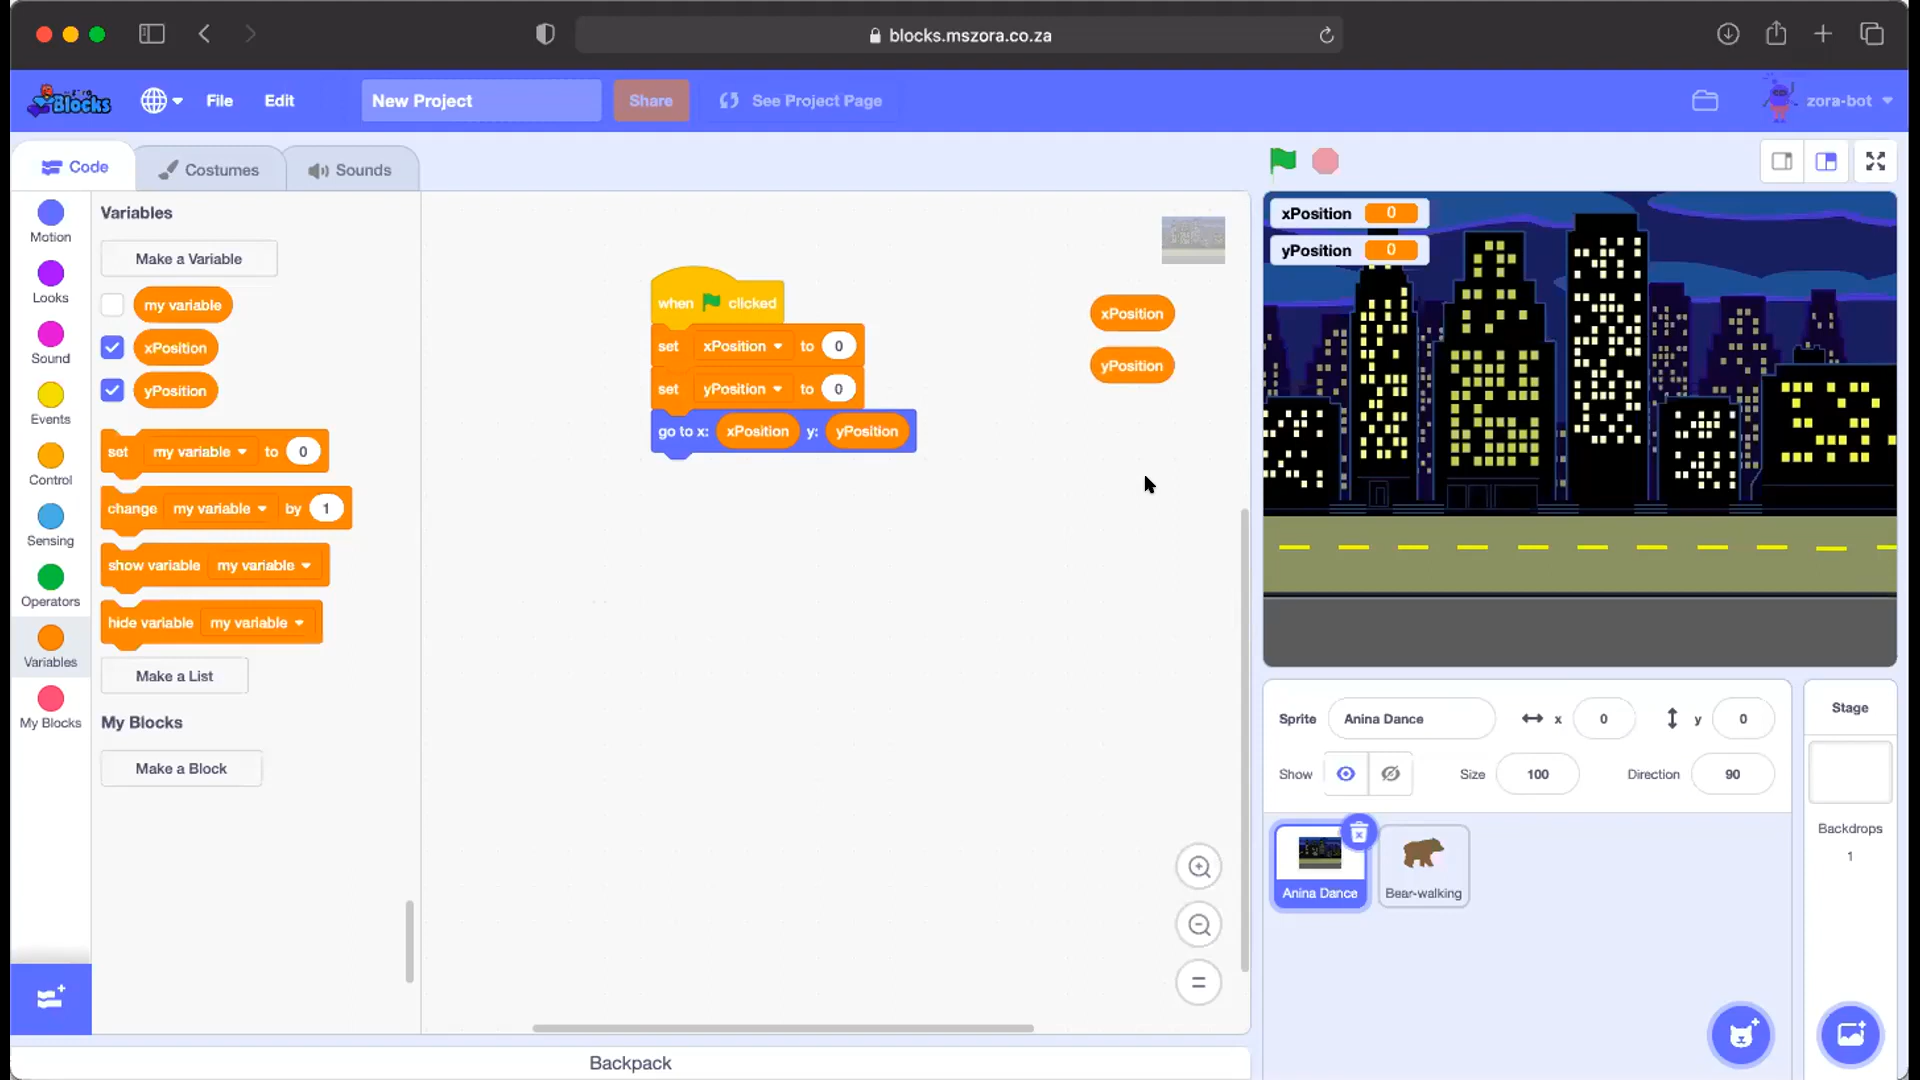 blocks.mszora.co.za
Blocks
File
Edit
New Project
Share
See Project Page
zora-bot
Code
Costumes
Sounds
Motion
Looks
Sound
Events
Control
Sensing
Operators
Variables
My Blocks
Variables
Make a Variable
my variable
xPosition
yPosition
set my variable to 0
change my variable by 1
show variable my variable
hide variable my variable
Make a List
My Blocks
Make a Block
when clicked
set xPosition to 0
set yPosition to 0
go to x: xPosition y: yPosition
xPosition
yPosition
Backpack
xPosition 0
yPosition 0
Sprite Anina Dance x 0 y 0
Show Size 100 Direction 90
Anina Dance
Bear-walking
Stage
Backdrops
1